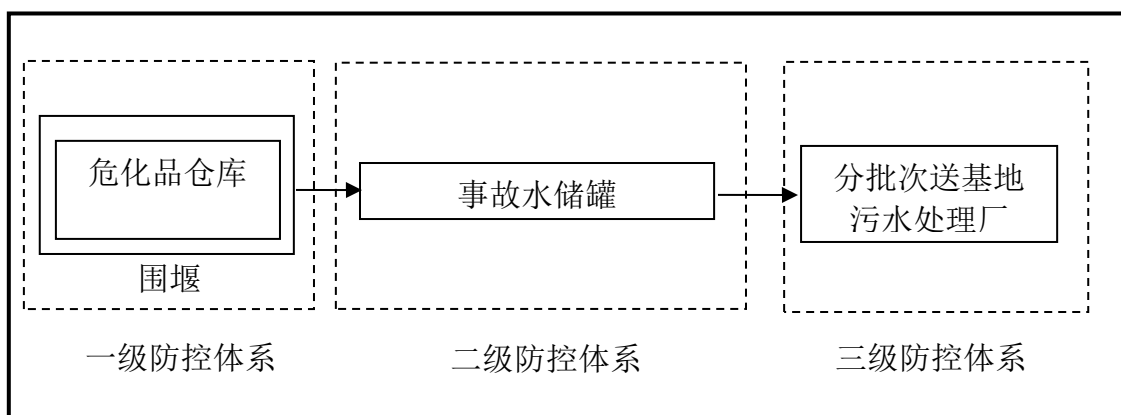 危化品仓库
围堰
事故水储罐
分批次送基地
污水处理厂
一级防控体系
二级防控体系
三级防控体系